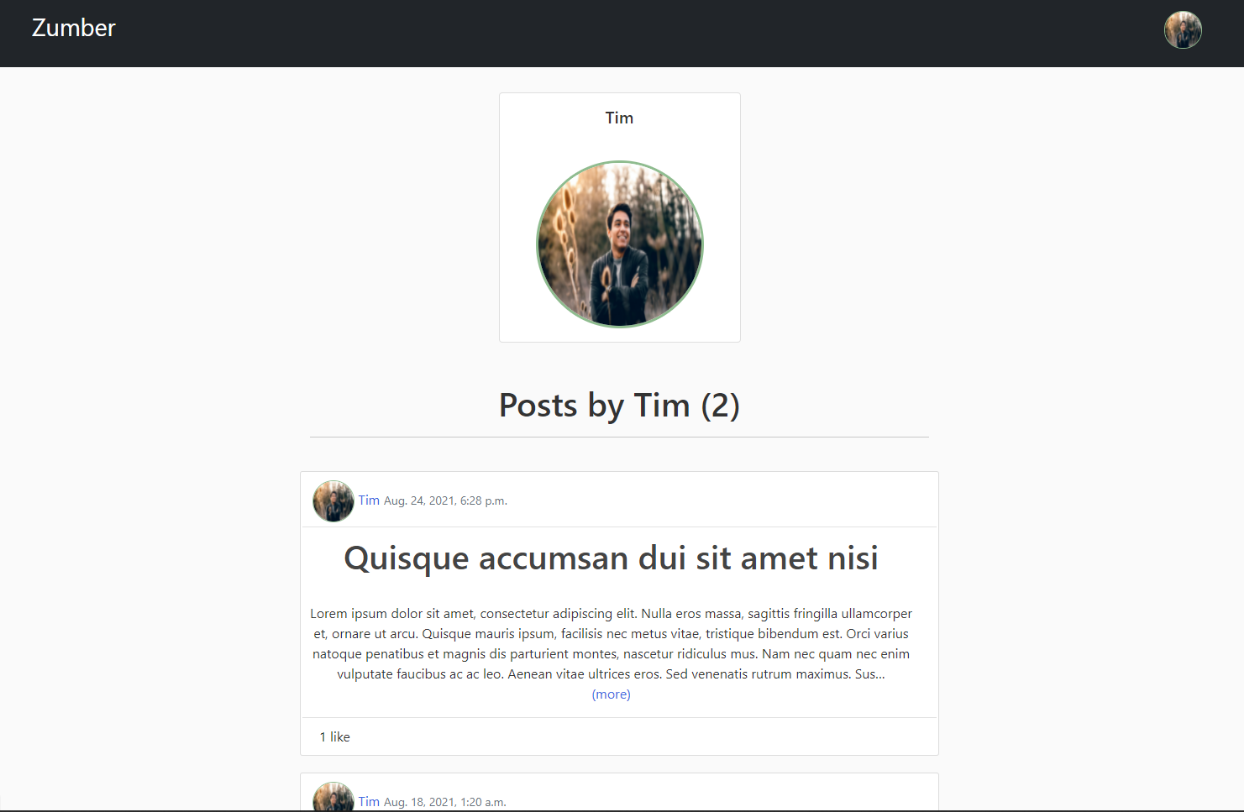 Zumber
Tim
Posts by Tim (2)
Tim Aug. 24, 2021, 6:28 p.m.
Quisque accumsan dui sit amet nisi
Lorem ipsum dolor sit amet, consectetur adipiscing elit. Nulla eros massa, sagittis fringilla ullamcorper
et, ornare ut arcu. Quisque mauris ipsum, facilisis nec metus vitae, tristique bibendum est. Orci varius
natoque penatibus et magnis dis parturient montes, nascetur ridiculus mus. Nam nec quam nec enim
vulputate faucibus ac ac leo. Aenean vitae ultrices eros. Sed venenatis rutrum maximus. Sus...
(more)
1 like
Tim Aug. 18, 2021, 1:20 a.m.